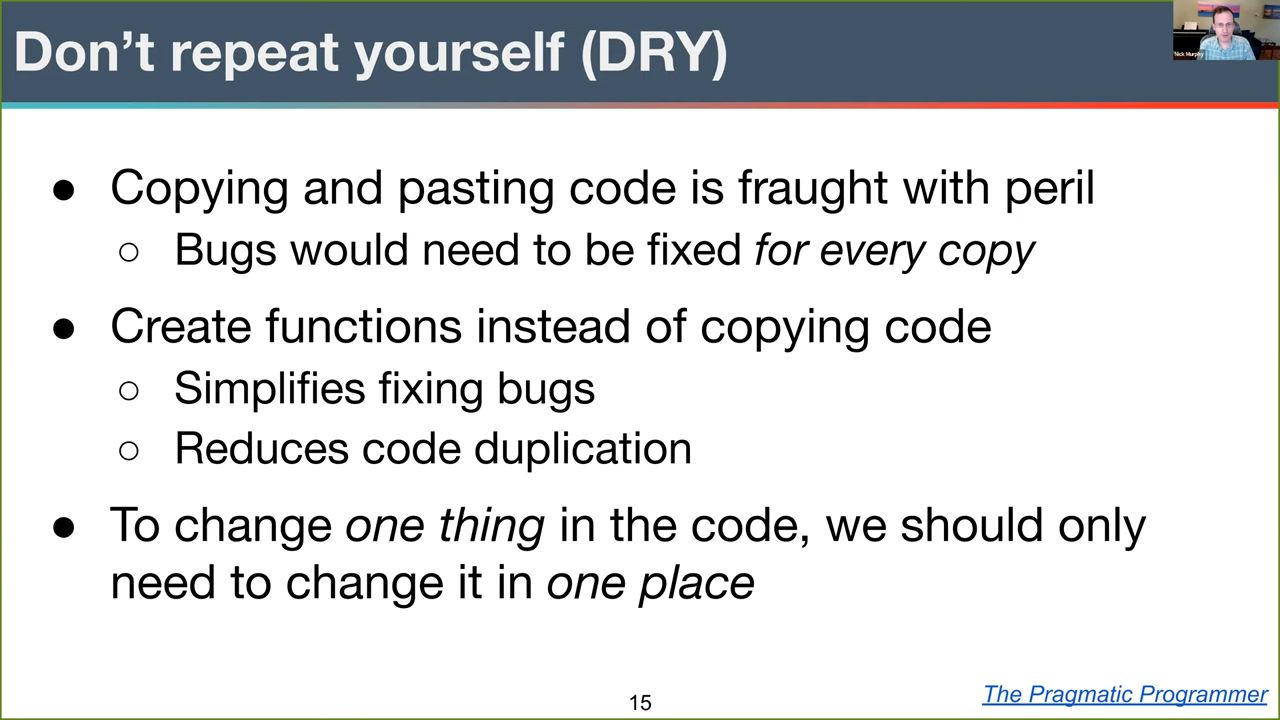 Don't repeat yourself (DRY)
Nick Murphy
● Copying and pasting code is fraught with peril
○ Bugs would need to be fixed for every copy
● Create functions instead of copying code
○ Simplifies fixing bugs
○ Reduces code duplication
● To change one thing in the code, we should only
need to change it in one place
15
The Pragmatic Programmer